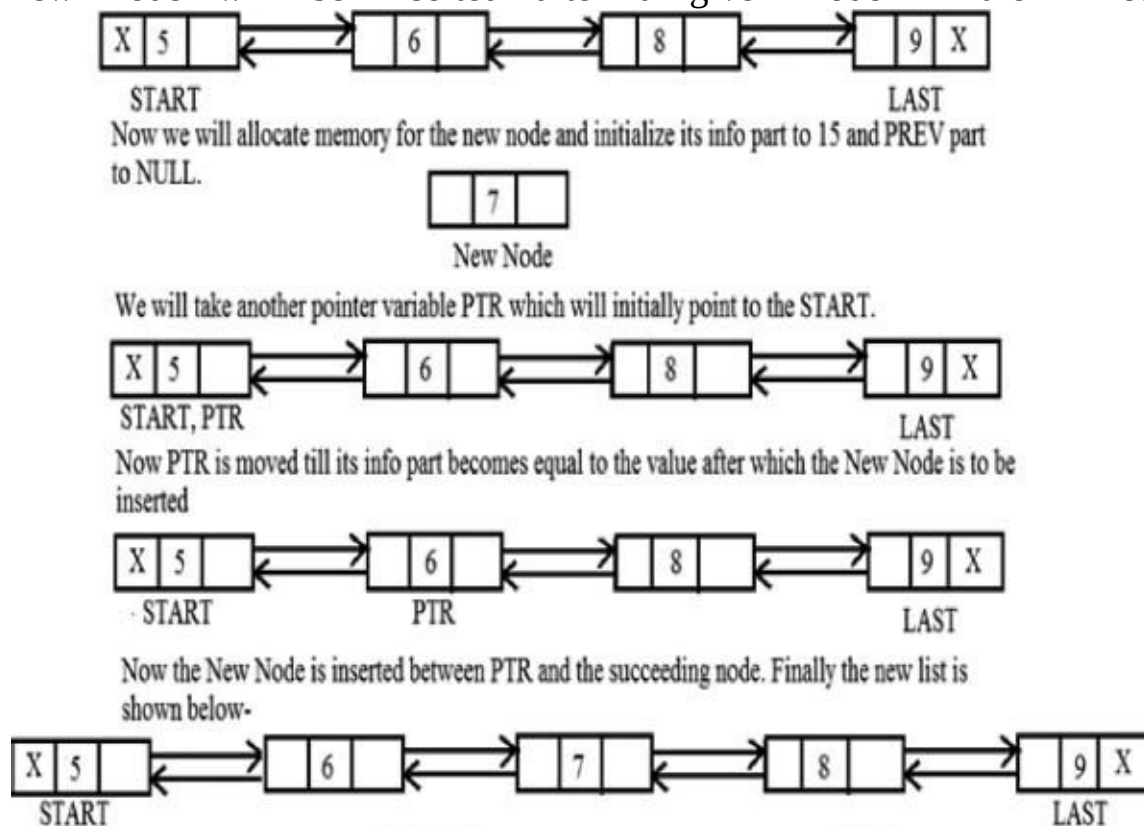 X 5 6 8 9 X
START LAST
Now we will allocate memory for the new node and initialize its info part to 15 and PREV part
to NULL.
7
New Node
We will take another pointer variable PTR which will initially point to the START.
X 5 6 8 9 X
START, PTR LAST
Now PTR is moved till its info part becomes equal to the value after which the New Node is to be
inserted
X 5 6 8 9 X
START PTR LAST
Now the New Node is inserted between PTR and the succeeding node. Finally the new list is
shown below-
X 5 6 7 8 9 X
START LAST